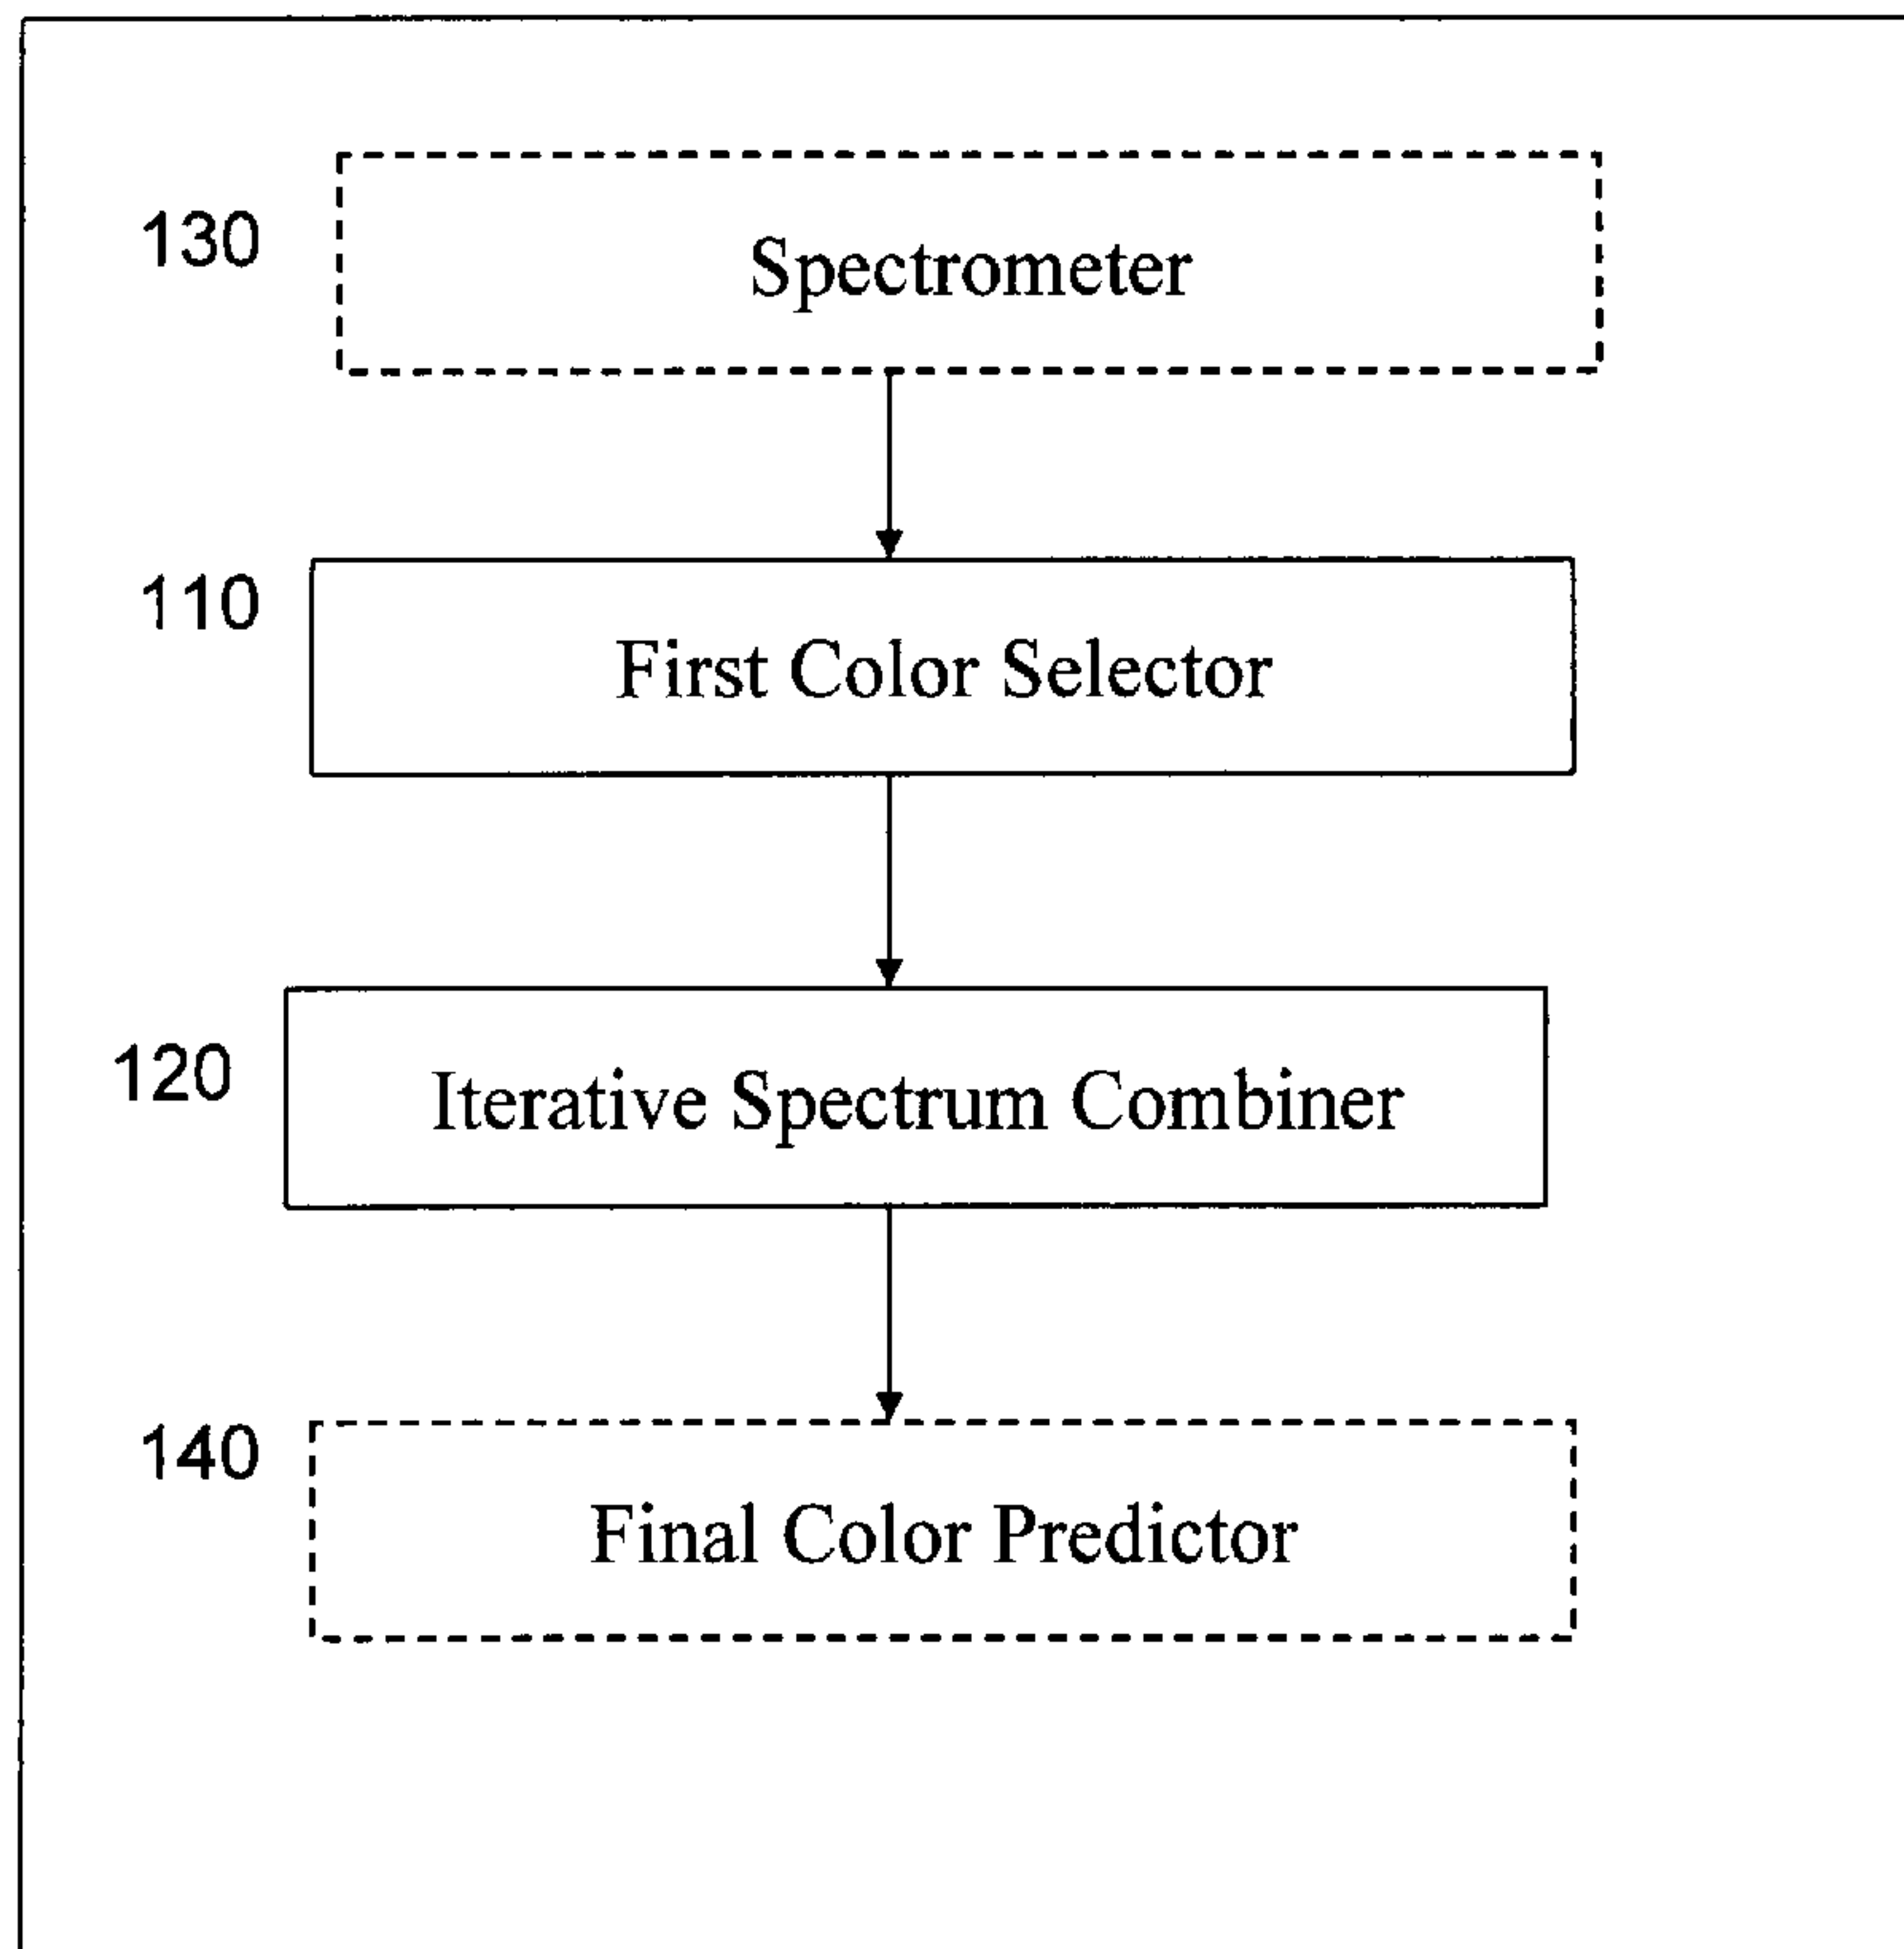 130
Spectrometer
110
First Color Selector
120
Iterative Spectrum Combiner
140
Final Color Predictor